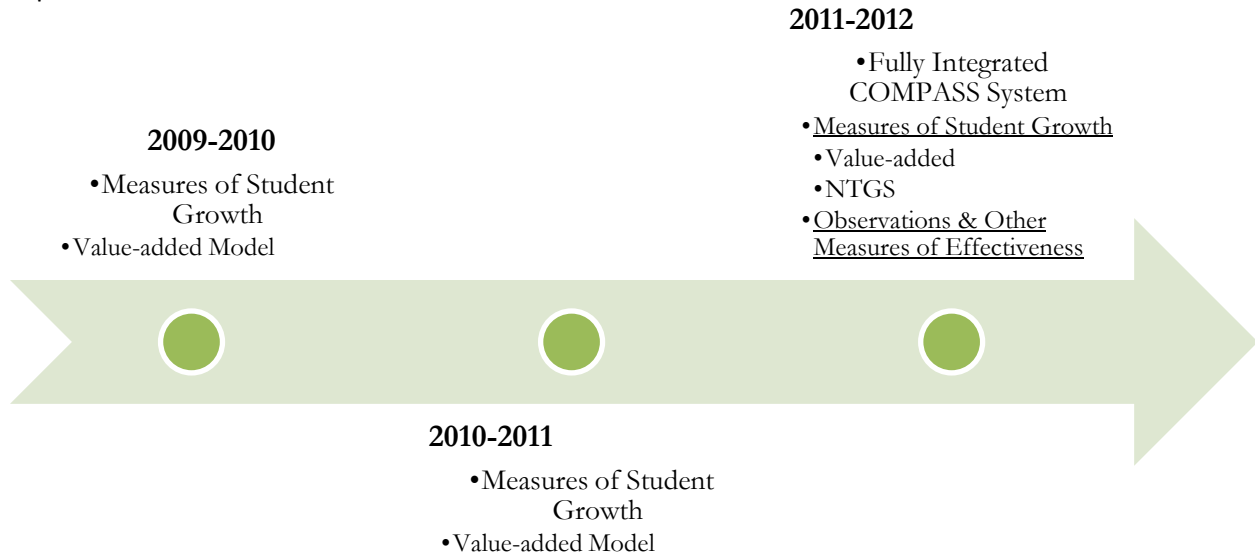 2009-2010
•Measures of Student
Growth
•Value-added Model
2010-2011
•Measures of Student
Growth
•Value-added Model
2011-2012
•Fully Integrated
COMPASS System
•Measures of Student Growth
•Value-added
•NTGS
•Observations & Other
Measures of Effectiveness